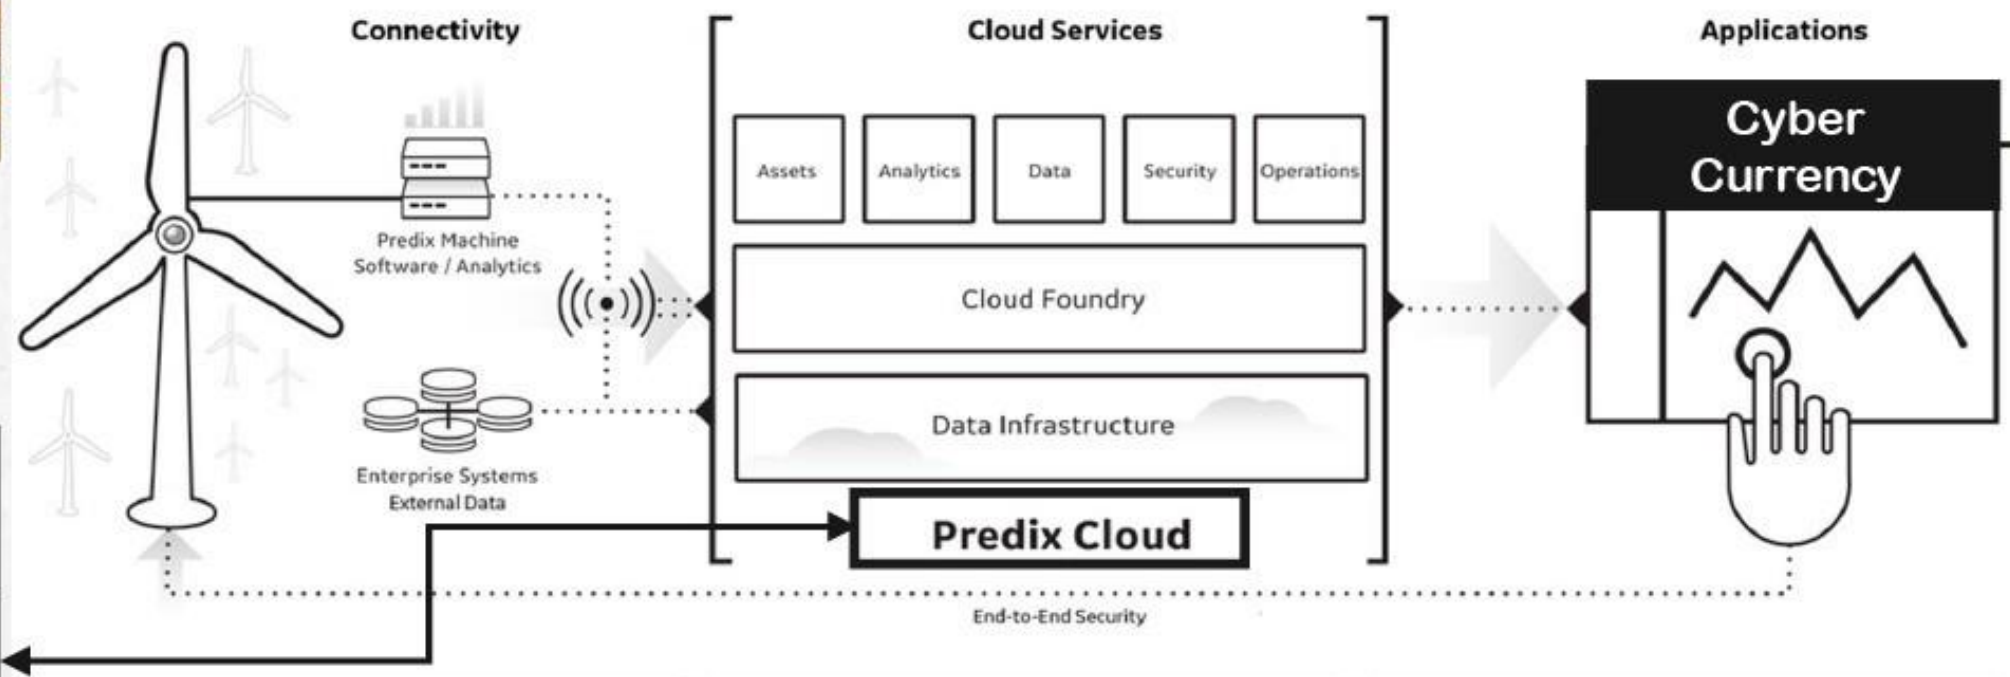 Connectivity
Cloud Services
Applications
Cyber
Currency
Assets
Analytics
Data
Security
Operations
Predix Machine
Software / Analytics
Cloud Foundry
Data Infrastructure
Enterprise Systems
External Data
Predix Cloud
End-to-End Security